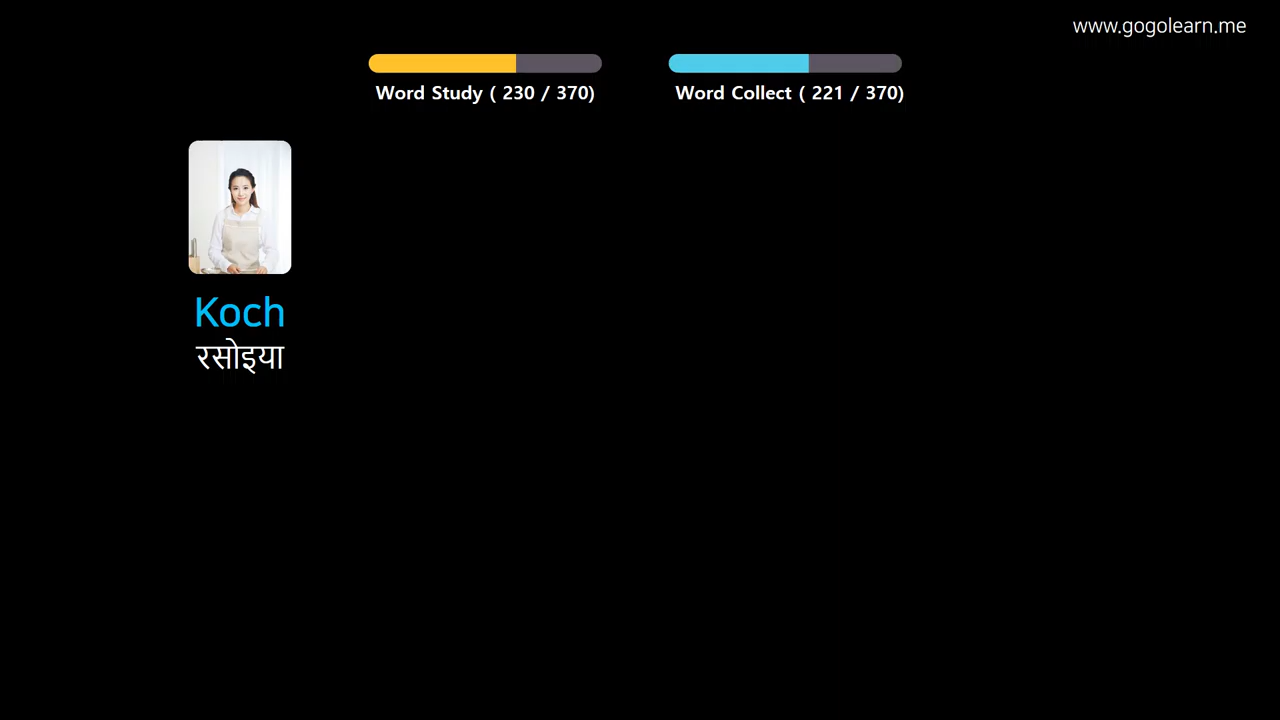 www.gogolearn.me
Word Study ( 230 / 370)
Word Collect ( 221 / 370)
Koch
रसोइया